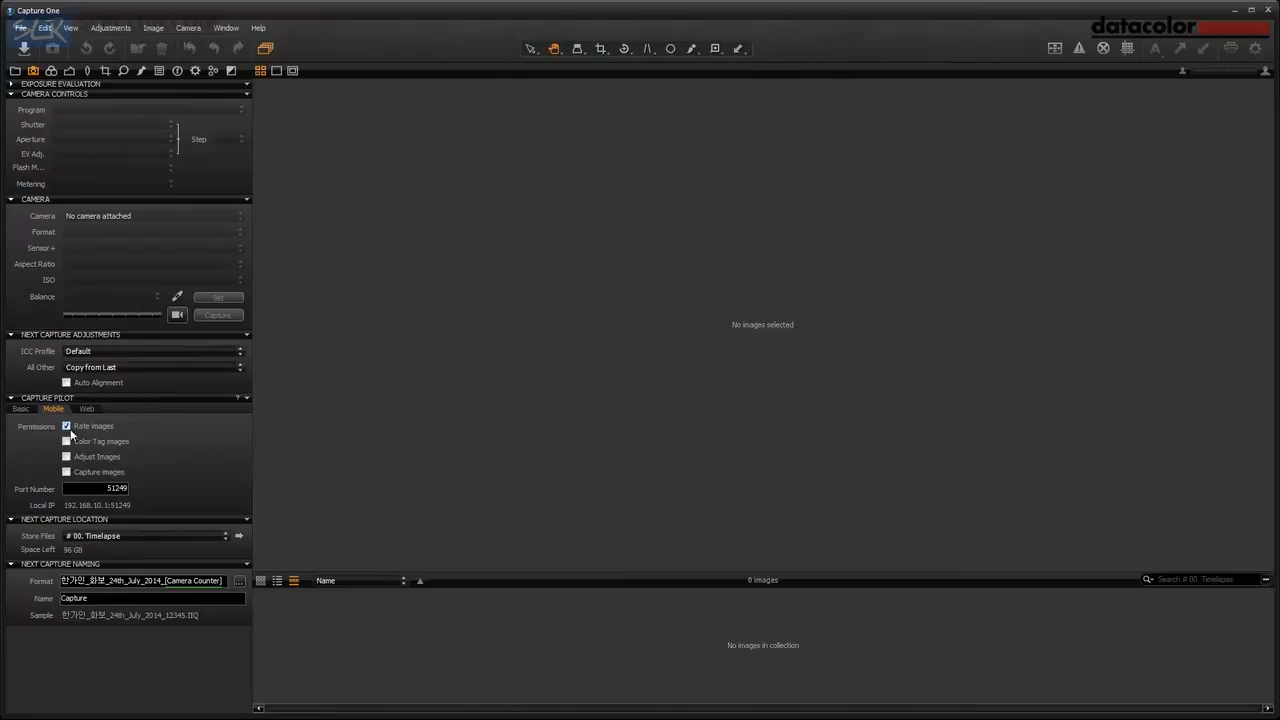 Capture One
SLR
File Edit View Adjustments Image Camera Window Help
datacolor
EXPOSURE EVALUATION
CAMERA CONTROLS
Program
Shutter
Aperture
Step
EV Adj.
Flash M...
Metering
CAMERA
Camera No camera attached
Format
Sensor+
Aspect Ratio
ISO
Balance
Set
Capture
No images selected
NEXT CAPTURE ADJUSTMENTS
ICC Profile Default
All Other Copy from Last
Auto Alignment
CAPTURE PILOT ?
Basic Mobile Web
Permissions Rate images
Color Tag images
Adjust Images
Capture images
Port Number 51249
Local IP 192.168.10.1:51249
NEXT CAPTURE LOCATION
Store Files # 00. Timelapse
Space Left 96 GB
NEXT CAPTURE NAMING
Format 한가인_화보_24th_July_2014_[Camera Counter] ...
Name Capture
Sample 한가인_화보_24th_July_2014_12345.IIQ
Name
0 images
Search # 00. Timelapse
No images in collection